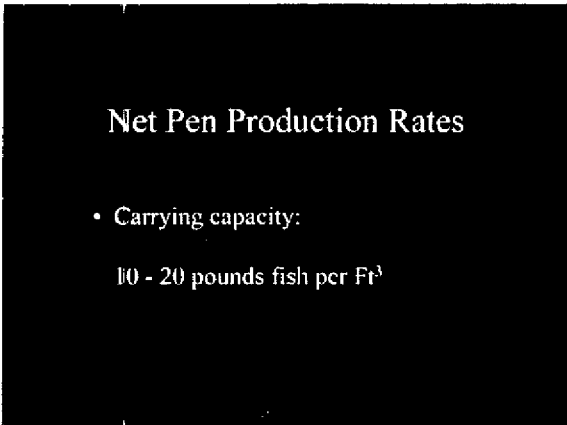 Net Pen Production Rates
• Carrying capacity:
10 - 20 pounds fish per Ft³